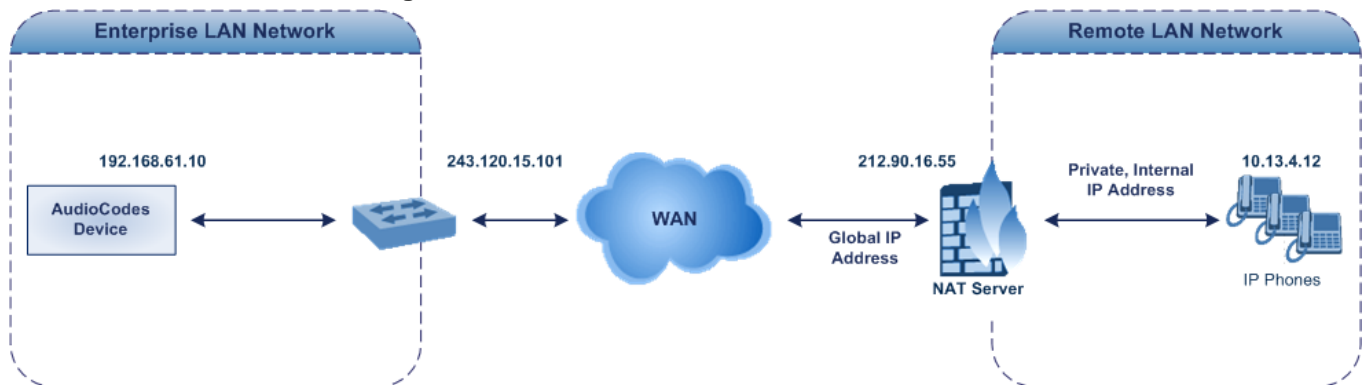 Enterprise LAN Network
Remote LAN Network
192.168.61.10
243.120.15.101
212.90.16.55
Private, Internal
IP Address
10.13.4.12
AudioCodes
Device
WAN
Global IP
Address
NAT Server
IP Phones